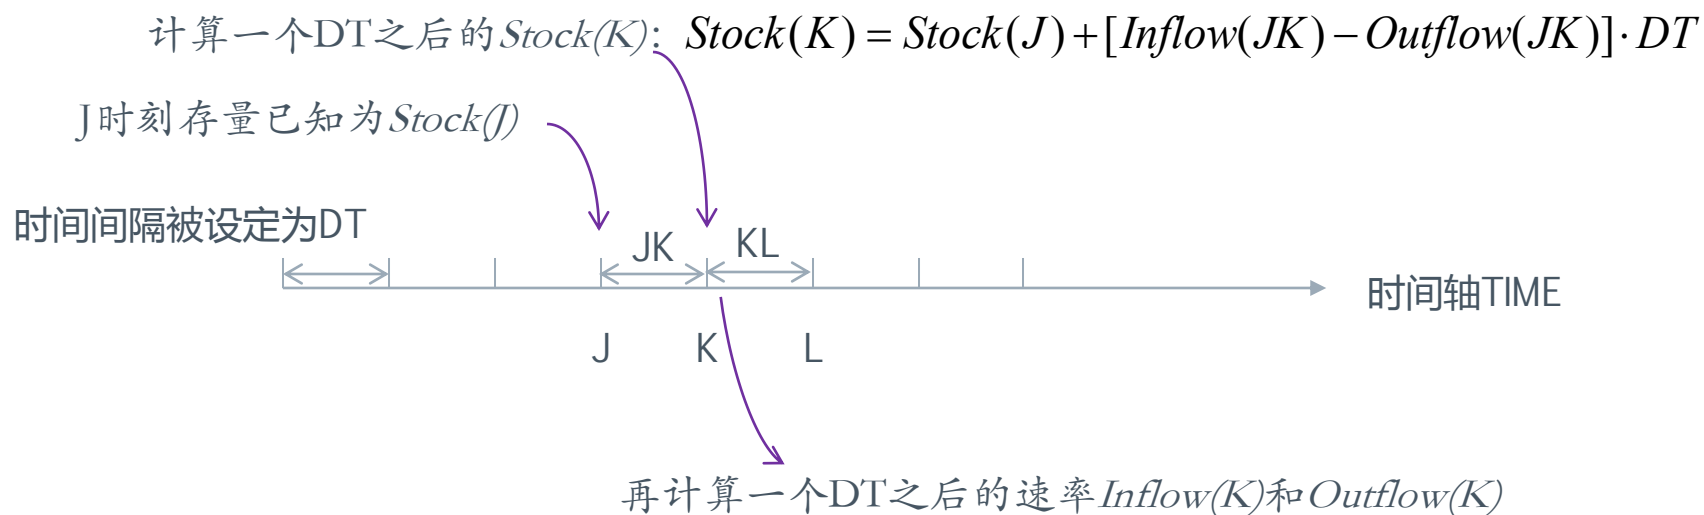 计算一个DT之后的Stock(K): Stock(K) = Stock(J) + [Inflow(JK) − Outflow(JK)]·DT
J时刻存量已知为Stock(J)
时间间隔被设定为DT
JK KL
时间轴TIME
J K L
再计算一个DT之后的速率Inflow(K)和Outflow(K)